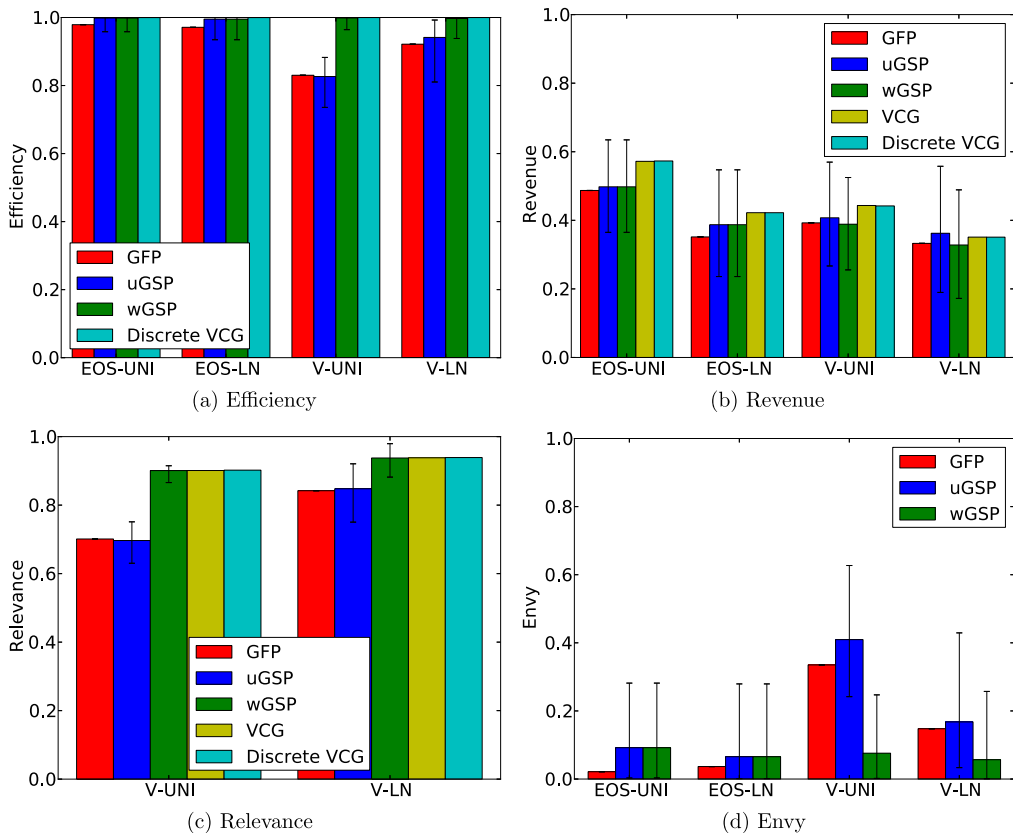 1.0
0.8
0.6
0.4
0.2
0.0
Efficiency
GFP
uGSP
wGSP
Discrete VCG
EOS-UNI
EOS-LN
V-UNI
V-LN
(a) Efficiency
1.0
0.8
0.6
0.4
0.2
0.0
Revenue
GFP
uGSP
wGSP
VCG
Discrete VCG
EOS-UNI
EOS-LN
V-UNI
V-LN
(b) Revenue
1.0
0.8
0.6
0.4
0.2
0.0
Relevance
GFP
uGSP
wGSP
VCG
Discrete VCG
V-UNI
V-LN
(c) Relevance
1.0
0.8
0.6
0.4
0.2
0.0
Envy
GFP
uGSP
wGSP
EOS-UNI
EOS-LN
V-UNI
V-LN
(d) Envy